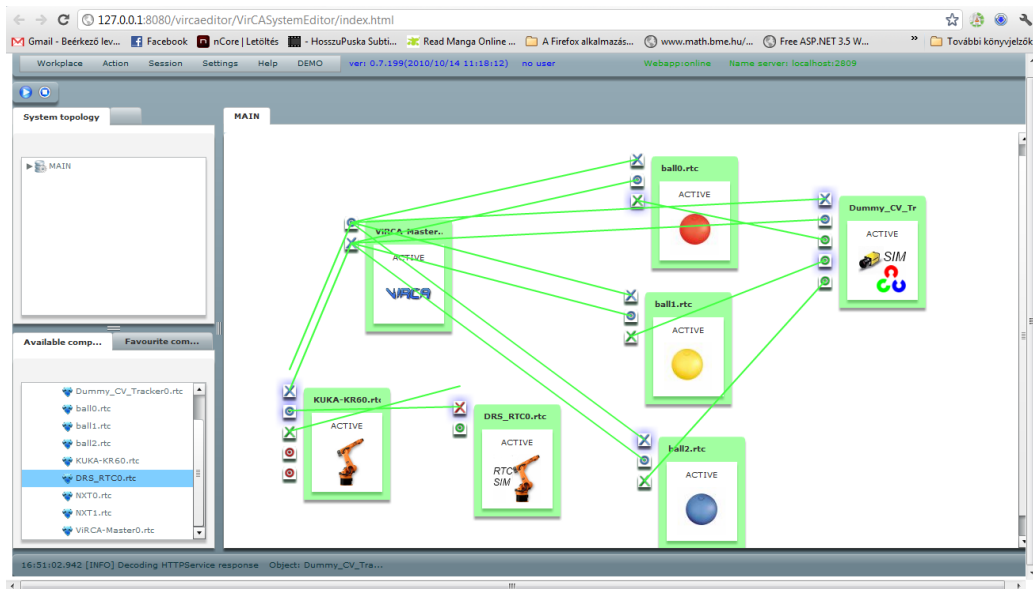 127.0.0.1:8080/vircaeditor/VirCASystemEditor/index.html
Gmail - Beérkező lev... Facebook nCore | Letöltés - HosszuPuska Subti... Read Manga Online ... A Firefox alkalmazás... www.math.bme.hu/... Free ASP.NET 3.5 W... » További könyvjelzők
Workplace Action Session Settings Help DEMO ver: 0.7.199(2010/10/14 11:18:12) no user Webapp:online Name server: localhost:2809
System topology
MAIN
MAIN
ball0.rtc
ACTIVE
Dummy_CV_Tr
ACTIVE
SIM
ViRCA-Master..
ACTIVE
VIRCA
ball1.rtc
ACTIVE
Available comp... Favourite com...
Dummy_CV_Tracker0.rtc
ball0.rtc
ball1.rtc
ball2.rtc
KUKA-KR60.rtc
DRS_RTC0.rtc
NXT0.rtc
NXT1.rtc
ViRCA-Master0.rtc
KUKA-KR60.rtc
ACTIVE
DRS_RTC0.rtc
ACTIVE
RTC
SIM
ball2.rtc
ACTIVE
16:51:02.942 [INFO] Decoding HTTPService response Object: Dummy_CV_Tra...